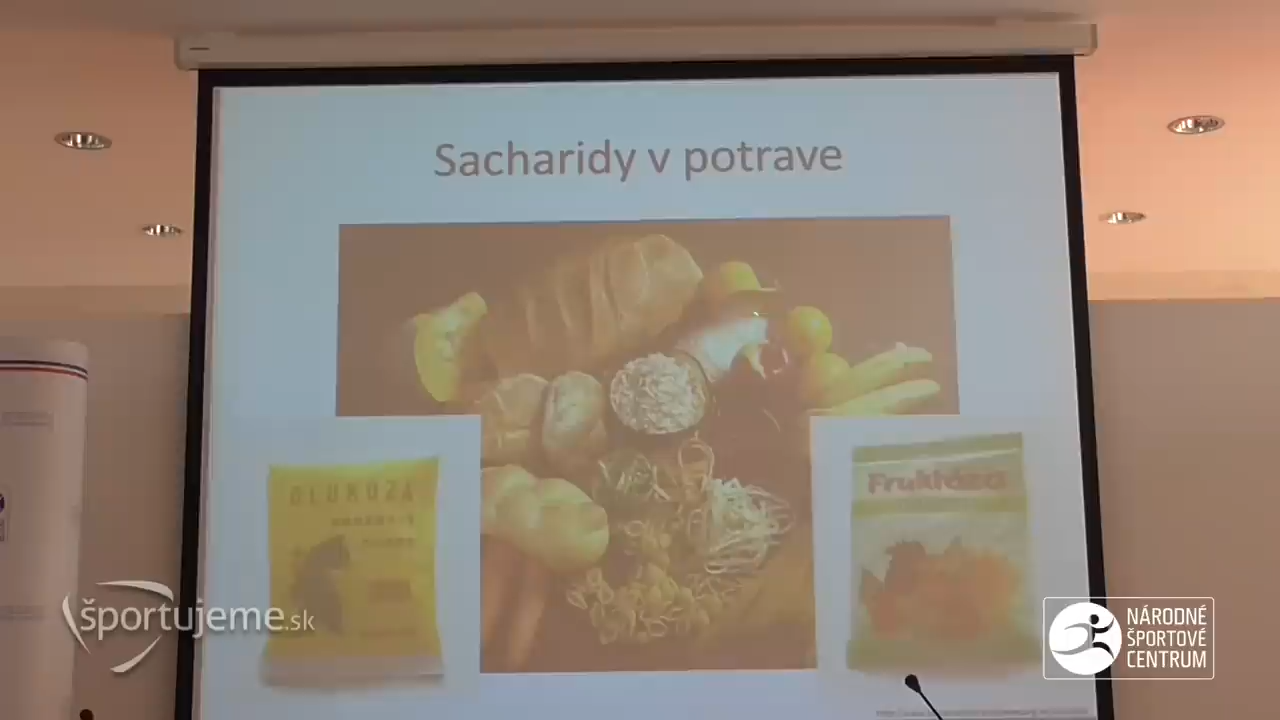 Sacharidy v potrave
GLUKÓZA
Fruktóza
športujeme.sk
NÁRODNÉ
ŠPORTOVÉ
CENTRUM